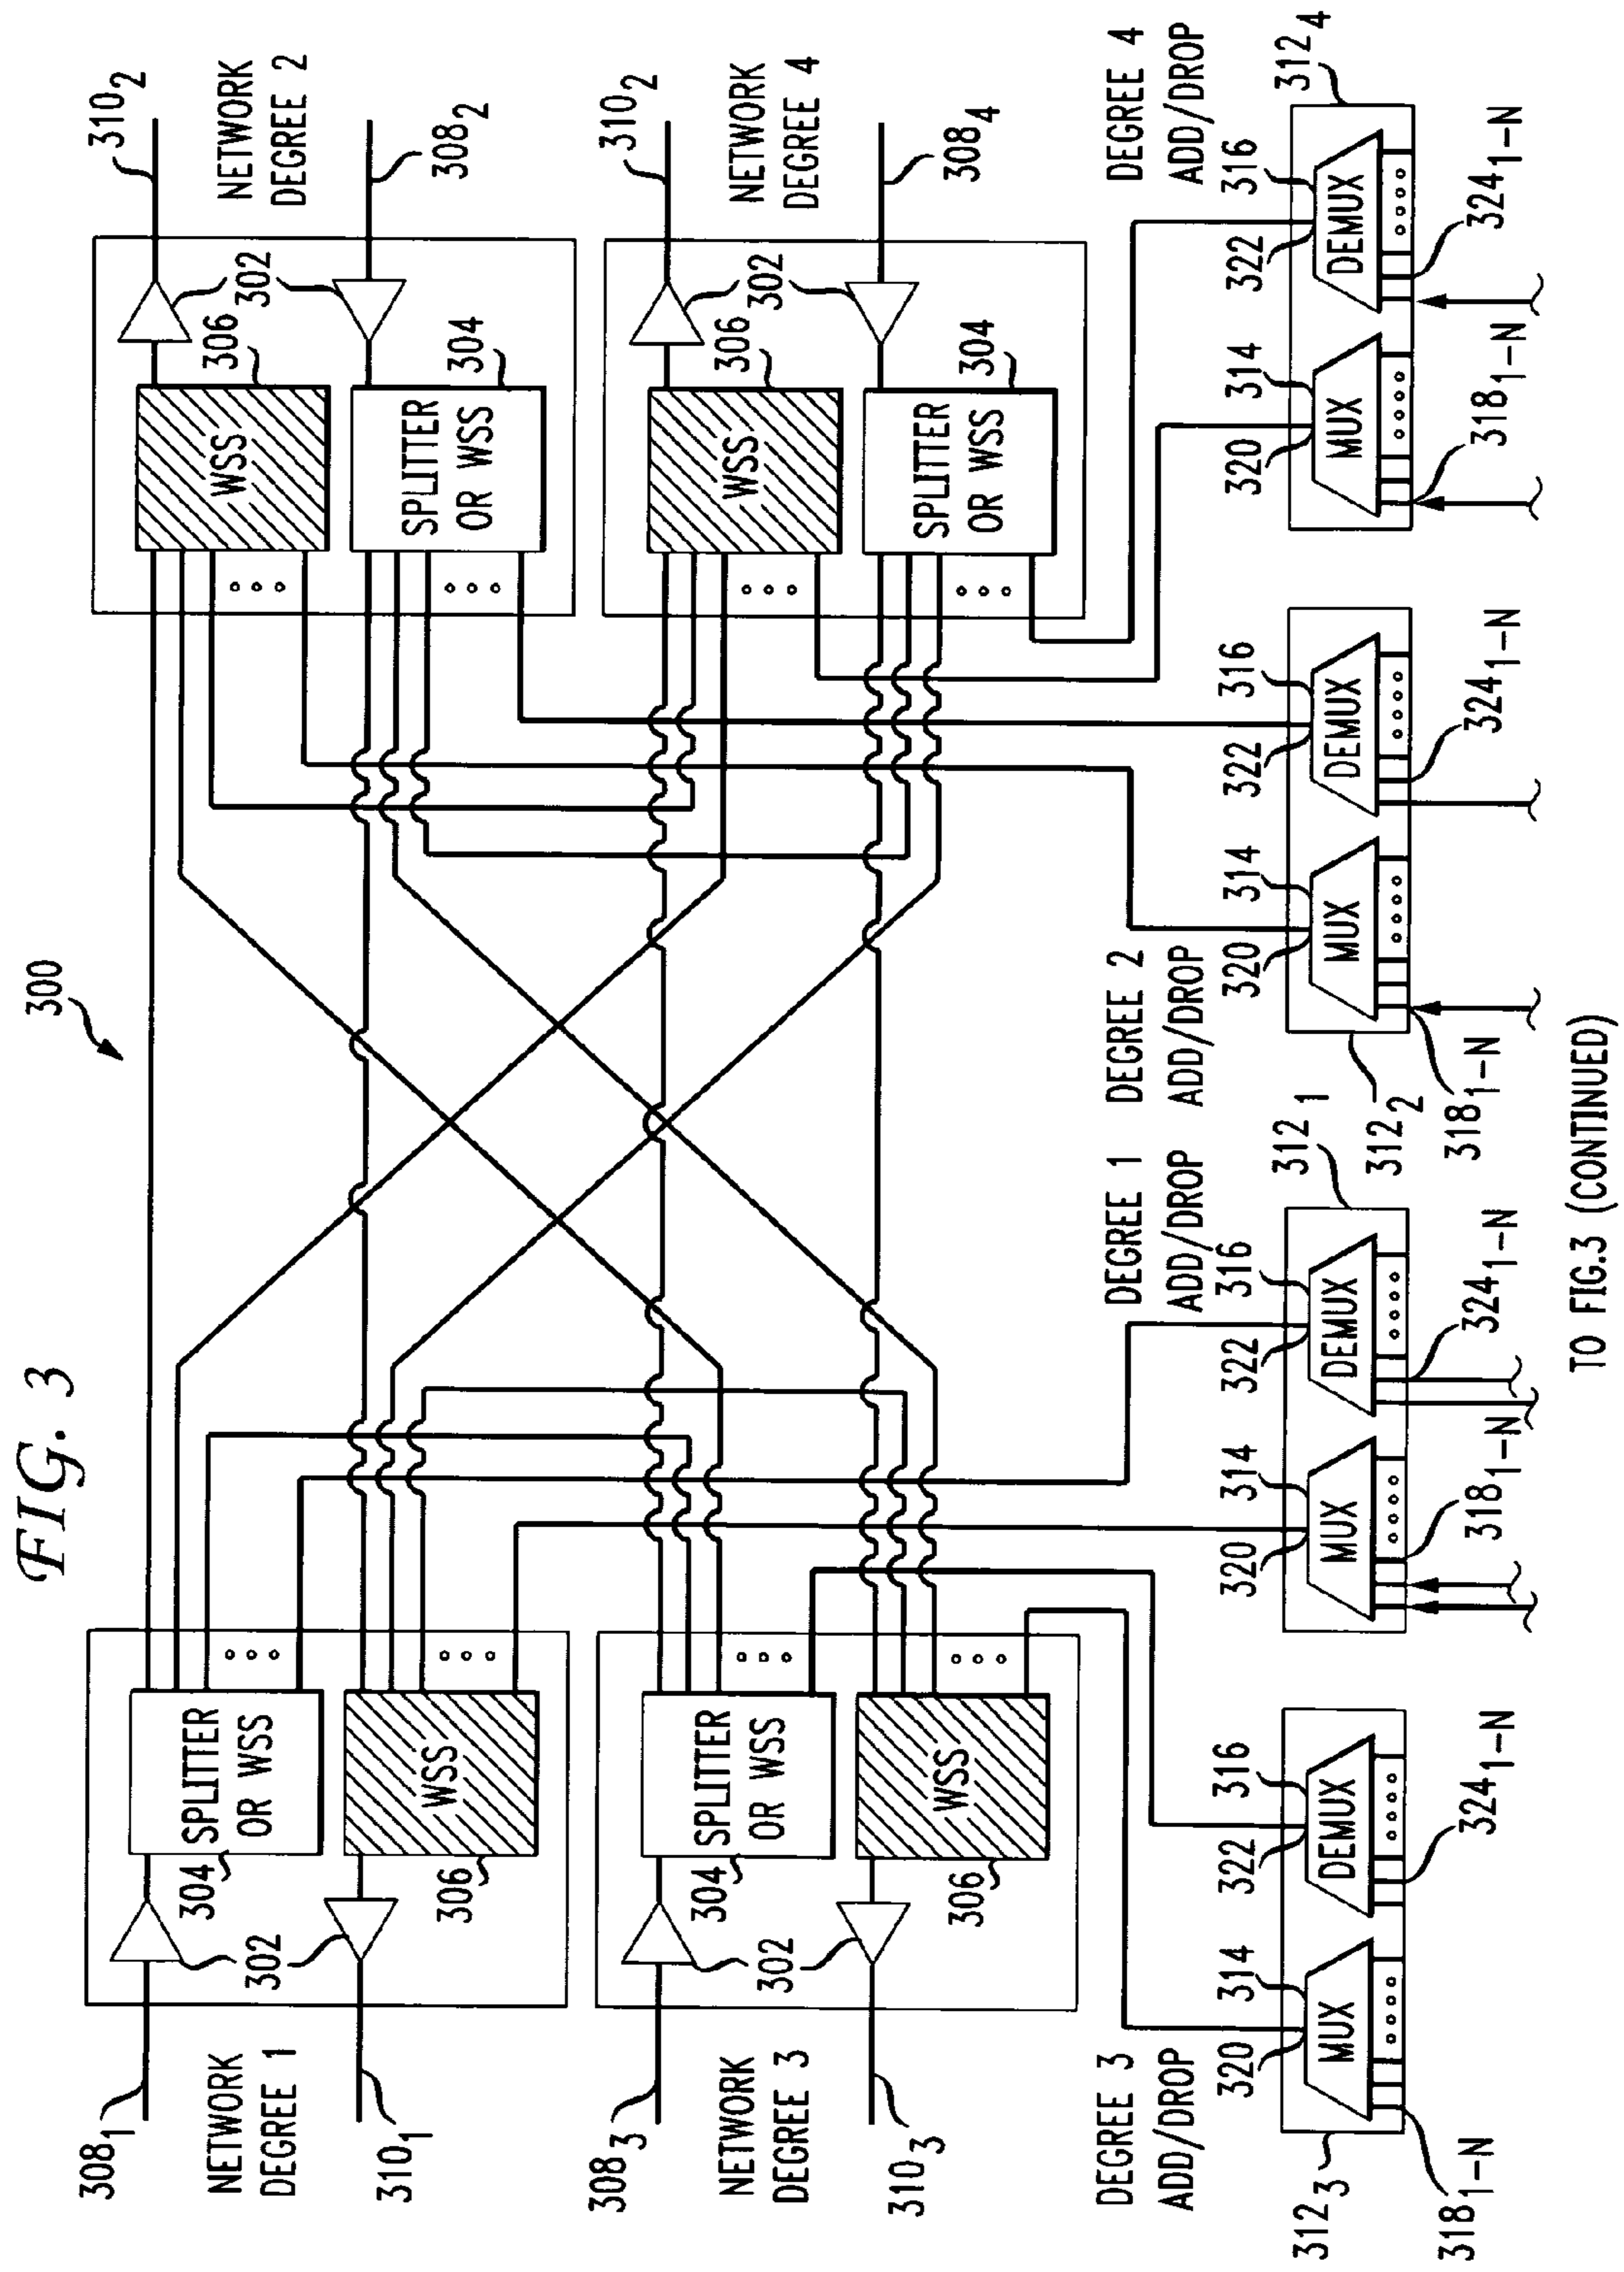 FIG. 3
300
308₁
NETWORK
DEGREE 1
310₁
302
304
SPLITTER
OR WSS
WSS
306
310₂
NETWORK
DEGREE 2
308₂
302
306
WSS
304
SPLITTER
OR WSS
308₃
NETWORK
DEGREE 3
310₃
302
304
SPLITTER
OR WSS
WSS
306
310₂
NETWORK
DEGREE 4
308₄
302
306
WSS
304
SPLITTER
OR WSS
DEGREE 3
ADD/DROP
312₃
320
314
MUX
318₁₋N
322
316
DEMUX
324₁₋N
DEGREE 1
ADD/DROP
312₁
320
314
MUX
318₁₋N
322
316
DEMUX
324₁₋N
DEGREE 2
ADD/DROP
312₂
320
314
MUX
318₁₋N
322
316
DEMUX
324₁₋N
DEGREE 4
ADD/DROP
312₄
320
314
MUX
318₁₋N
322
316
DEMUX
324₁₋N
TO FIG.3 (CONTINUED)